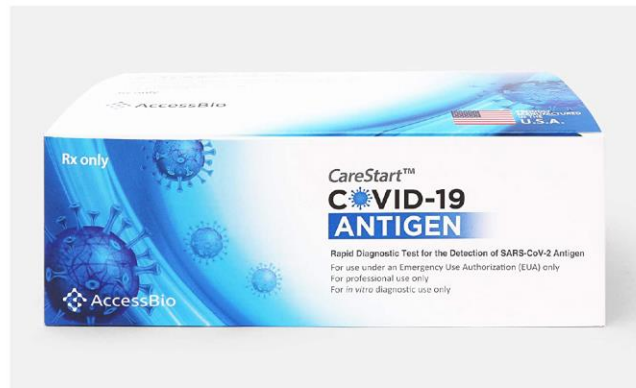 AccessBio
U.S.A.
Rx only
CareStart™
COVID-19
ANTIGEN
Rapid Diagnostic Test for the Detection of SARS-CoV-2 Antigen
For use under an Emergency Use Authorization (EUA) only
For professional use only
For in vitro diagnostic use only
AccessBio